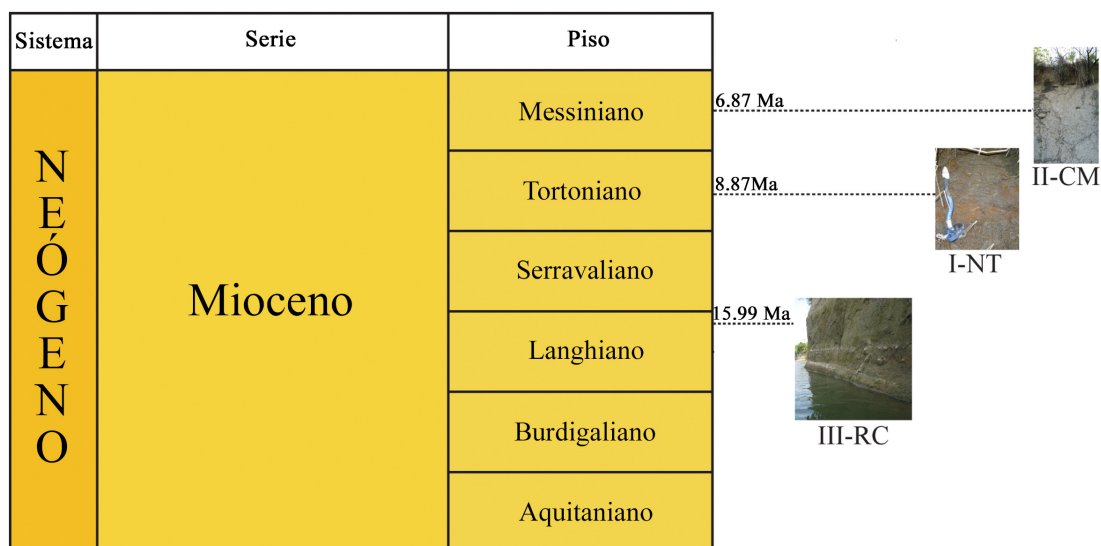 Sistema
Serie
Piso
NEÓGENO
Mioceno
Messiniano
Tortoniano
Serravaliano
Langhiano
Burdigaliano
Aquitaniano
6.87 Ma
8.87Ma
15.99 Ma
II-CM
I-NT
III-RC